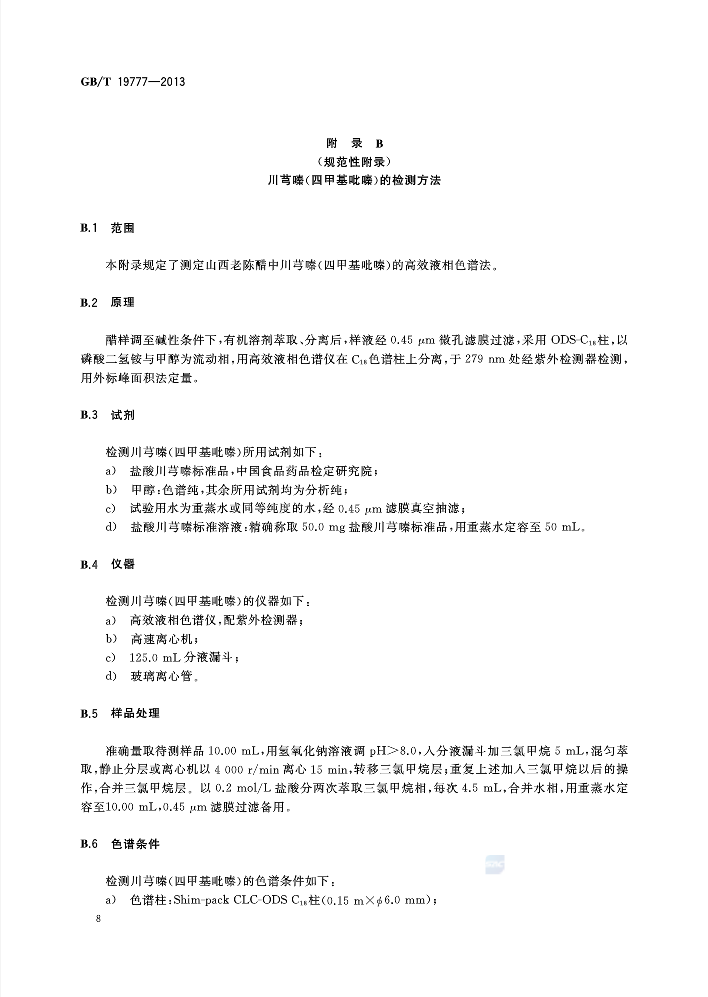 GB/T 19777—2013
附 录 B
（规范性附录）
川芎嗪（四甲基吡嗪）的检测方法
B.1 范围
本附录规定了测定山西老陈醋中川芎嗪（四甲基吡嗪）的高效液相色谱法。
B.2 原理
醋样调至碱性条件下，有机溶剂萃取、分离后，样液经 0.45 μm 微孔滤膜过滤，采用 ODS-C₁₈柱，以
磷酸二氢铵与甲醇为流动相，用高效液相色谱仪在 C₁₈色谱柱上分离，于 279 nm 处经紫外检测器检测，
用外标峰面积法定量。
B.3 试剂
检测川芎嗪（四甲基吡嗪）所用试剂如下：
a） 盐酸川芎嗪标准品，中国食品药品检定研究院；
b） 甲醇：色谱纯，其余所用试剂均为分析纯；
c） 试验用水为重蒸水或同等纯度的水，经 0.45 μm 滤膜真空抽滤；
d） 盐酸川芎嗪标准溶液：精确称取 50.0 mg 盐酸川芎嗪标准品，用重蒸水定容至 50 mL。
B.4 仪器
检测川芎嗪（四甲基吡嗪）的仪器如下：
a） 高效液相色谱仪，配紫外检测器；
b） 高速离心机；
c） 125.0 mL 分液漏斗；
d） 玻璃离心管。
B.5 样品处理
准确量取待测样品 10.00 mL，用氢氧化钠溶液调 pH＞8.0，入分液漏斗加三氯甲烷 5 mL，混匀萃
取，静止分层或离心机以 4 000 r/min 离心 15 min，转移三氯甲烷层；重复上述加入三氯甲烷以后的操
作，合并三氯甲烷层。以 0.2 mol/L 盐酸分两次萃取三氯甲烷相，每次 4.5 mL，合并水相，用重蒸水定
容至10.00 mL，0.45 μm 滤膜过滤备用。
B.6 色谱条件
检测川芎嗪（四甲基吡嗪）的色谱条件如下：
a） 色谱柱：Shim-pack CLC-ODS C₁₈柱（0.15 m×ϕ6.0 mm）；
8